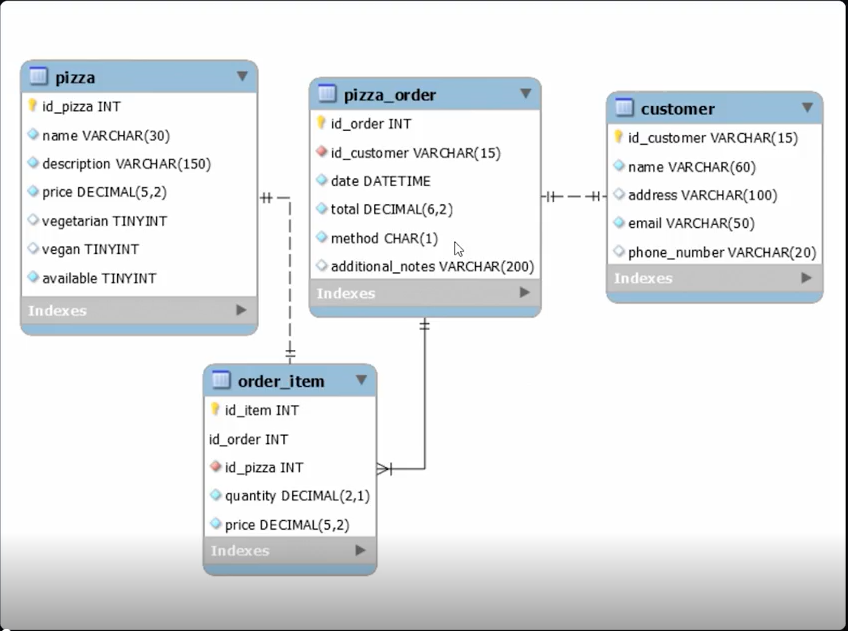 pizza
id_pizza INT
name VARCHAR(30)
description VARCHAR(150)
price DECIMAL(5,2)
vegetarian TINYINT
vegan TINYINT
available TINYINT
Indexes
pizza_order
id_order INT
id_customer VARCHAR(15)
date DATETIME
total DECIMAL(6,2)
method CHAR(1)
additional_notes VARCHAR(200)
Indexes
customer
id_customer VARCHAR(15)
name VARCHAR(60)
address VARCHAR(100)
email VARCHAR(50)
phone_number VARCHAR(20)
Indexes
order_item
id_item INT
id_order INT
id_pizza INT
quantity DECIMAL(2,1)
price DECIMAL(5,2)
Indexes